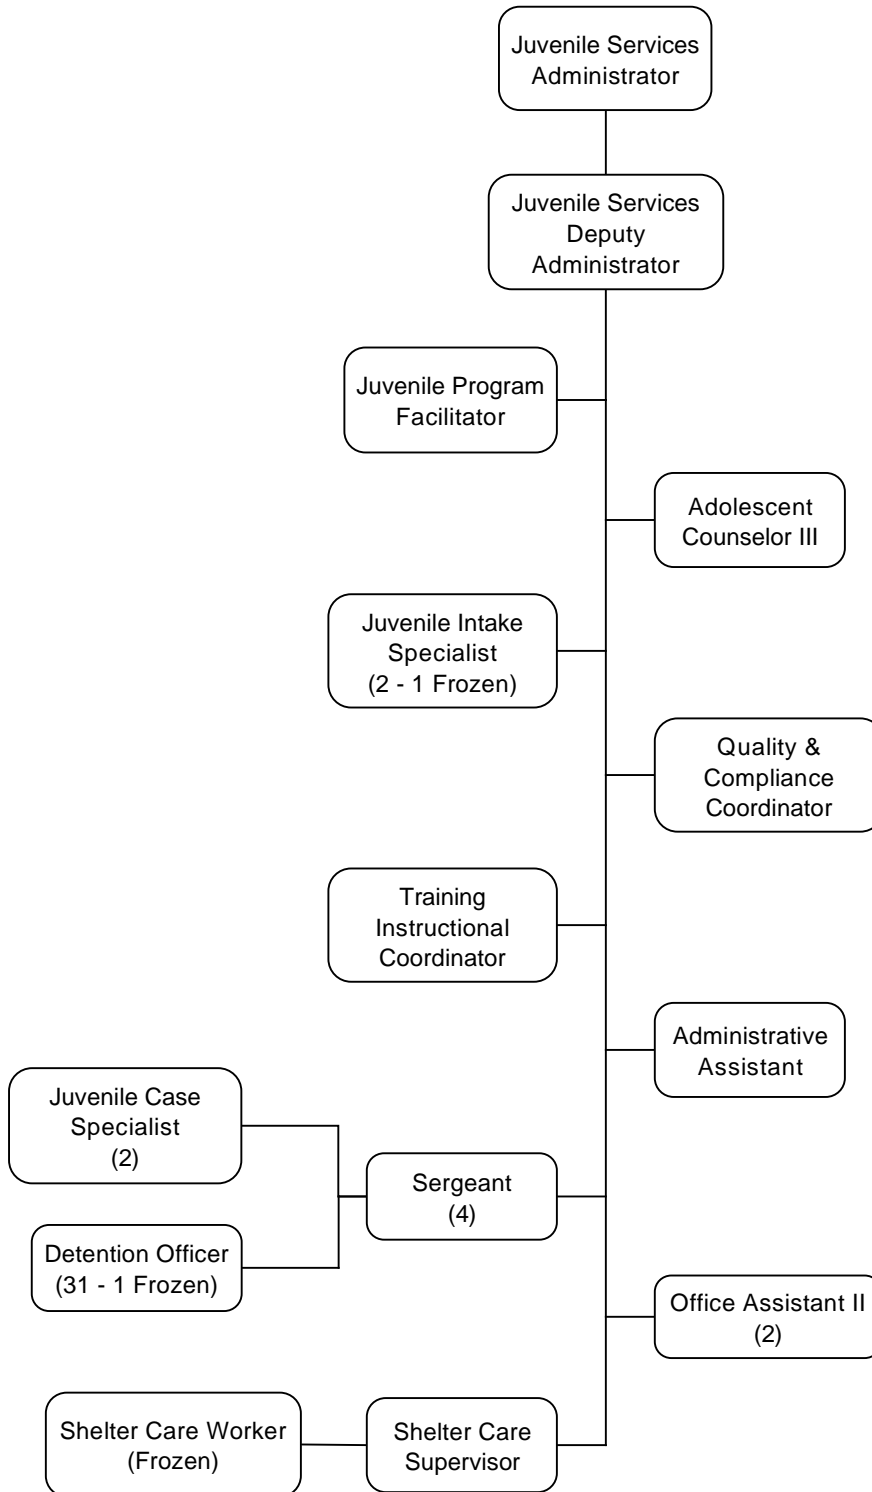 Juvenile Services
Administrator
Juvenile Services
Deputy
Administrator
Juvenile Program
Facilitator
Adolescent
Counselor III
Juvenile Intake
Specialist
(2 - 1 Frozen)
Quality &
Compliance
Coordinator
Training
Instructional
Coordinator
Administrative
Assistant
Juvenile Case
Specialist
(2)
Sergeant
(4)
Detention Officer
(31 - 1 Frozen)
Office Assistant II
(2)
Shelter Care Worker
(Frozen)
Shelter Care
Supervisor